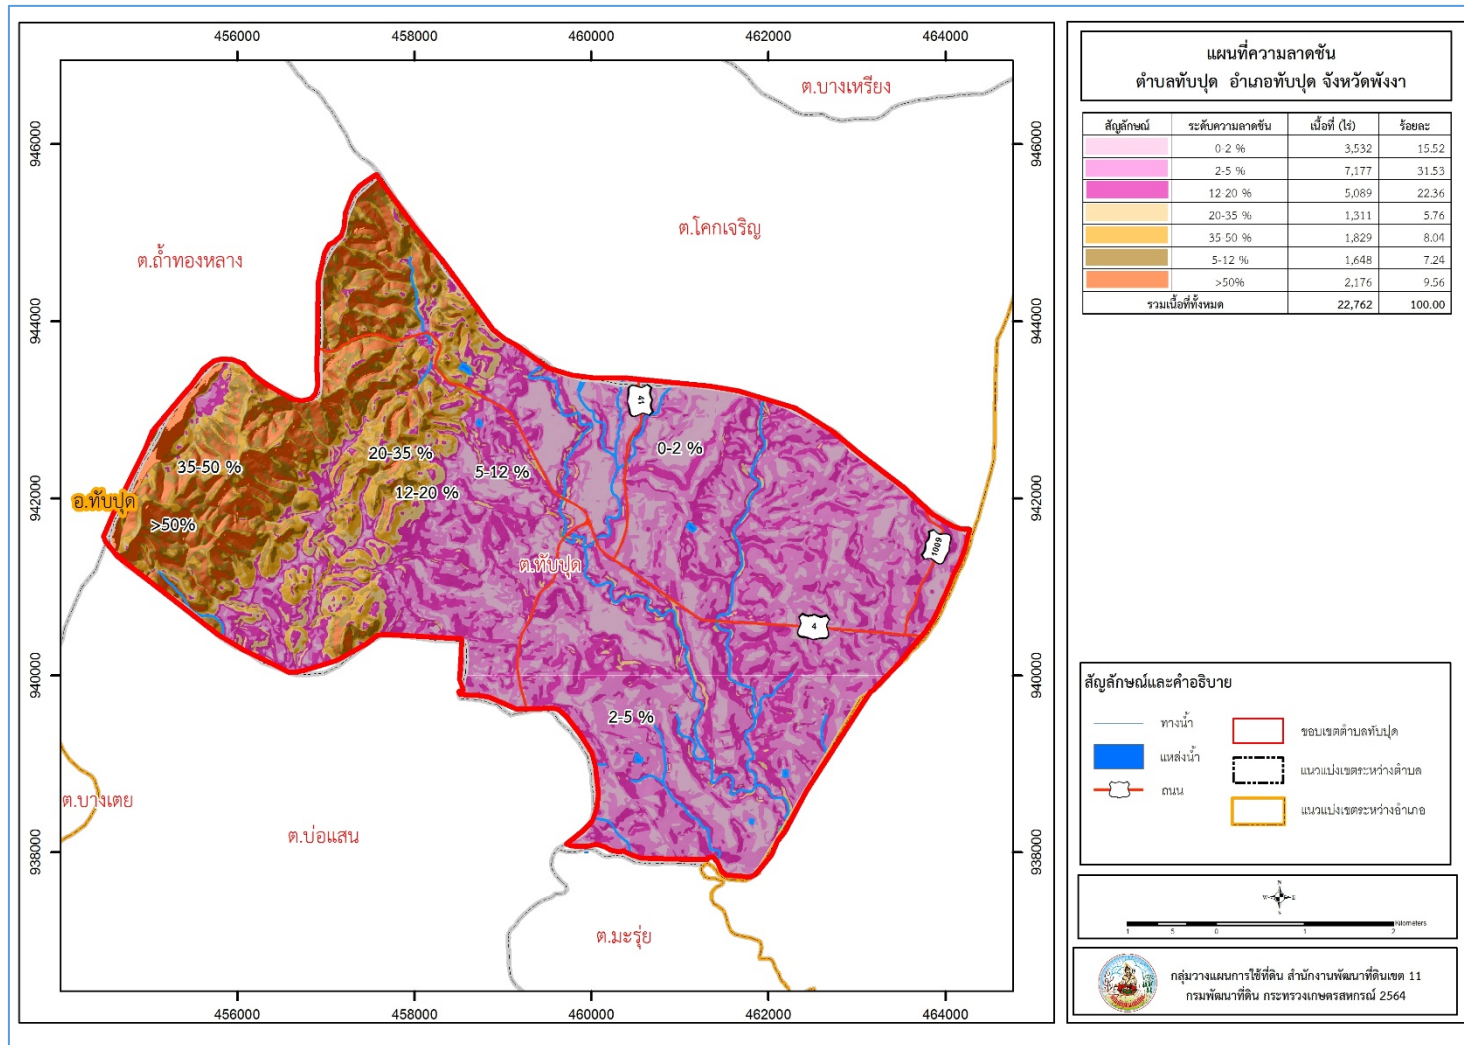 456000 458000 460000 462000 464000
946000 946000
944000 944000
942000 942000
940000 940000
938000 938000
ต.บางเหรียง
ต.โคกเจริญ
ต.ถ้ำทองหลาง
41
0-2 %
20-35 %
35-50 %
5-12 %
12-20 %
อ.ทับปุด
>50%
1009
ต.ทับปุด
4
2-5 %
ต.บางเตย
ต.บ่อแสน
ต.มะรุ่ย
456000 458000 460000 462000 464000
แผนที่ความลาดชัน
ตำบลทับปุด อำเภอทับปุด จังหวัดพังงา
สัญลักษณ์ ระดับความลาดชัน เนื้อที่ (ไร่) ร้อยละ
0-2 % 3,532 15.52
2-5 % 7,177 31.53
12-20 % 5,089 22.36
20-35 % 1,311 5.76
35-50 % 1,829 8.04
5-12 % 1,648 7.24
>50% 2,176 9.56
รวมเนื้อที่ทั้งหมด 22,762 100.00
สัญลักษณ์และคำอธิบาย
ทางน้ำ
แหล่งน้ำ
ถนน
ขอบเขตตำบลทับปุด
แนวแบ่งเขตระหว่างตำบล
แนวแบ่งเขตระหว่างอำเภอ
N
W E
S
Kilometers
1 5 0 1 2
กลุ่มวางแผนการใช้ที่ดิน สำนักงานพัฒนาที่ดินเขต 11
กรมพัฒนาที่ดิน กระทรวงเกษตรสหกรณ์ 2564